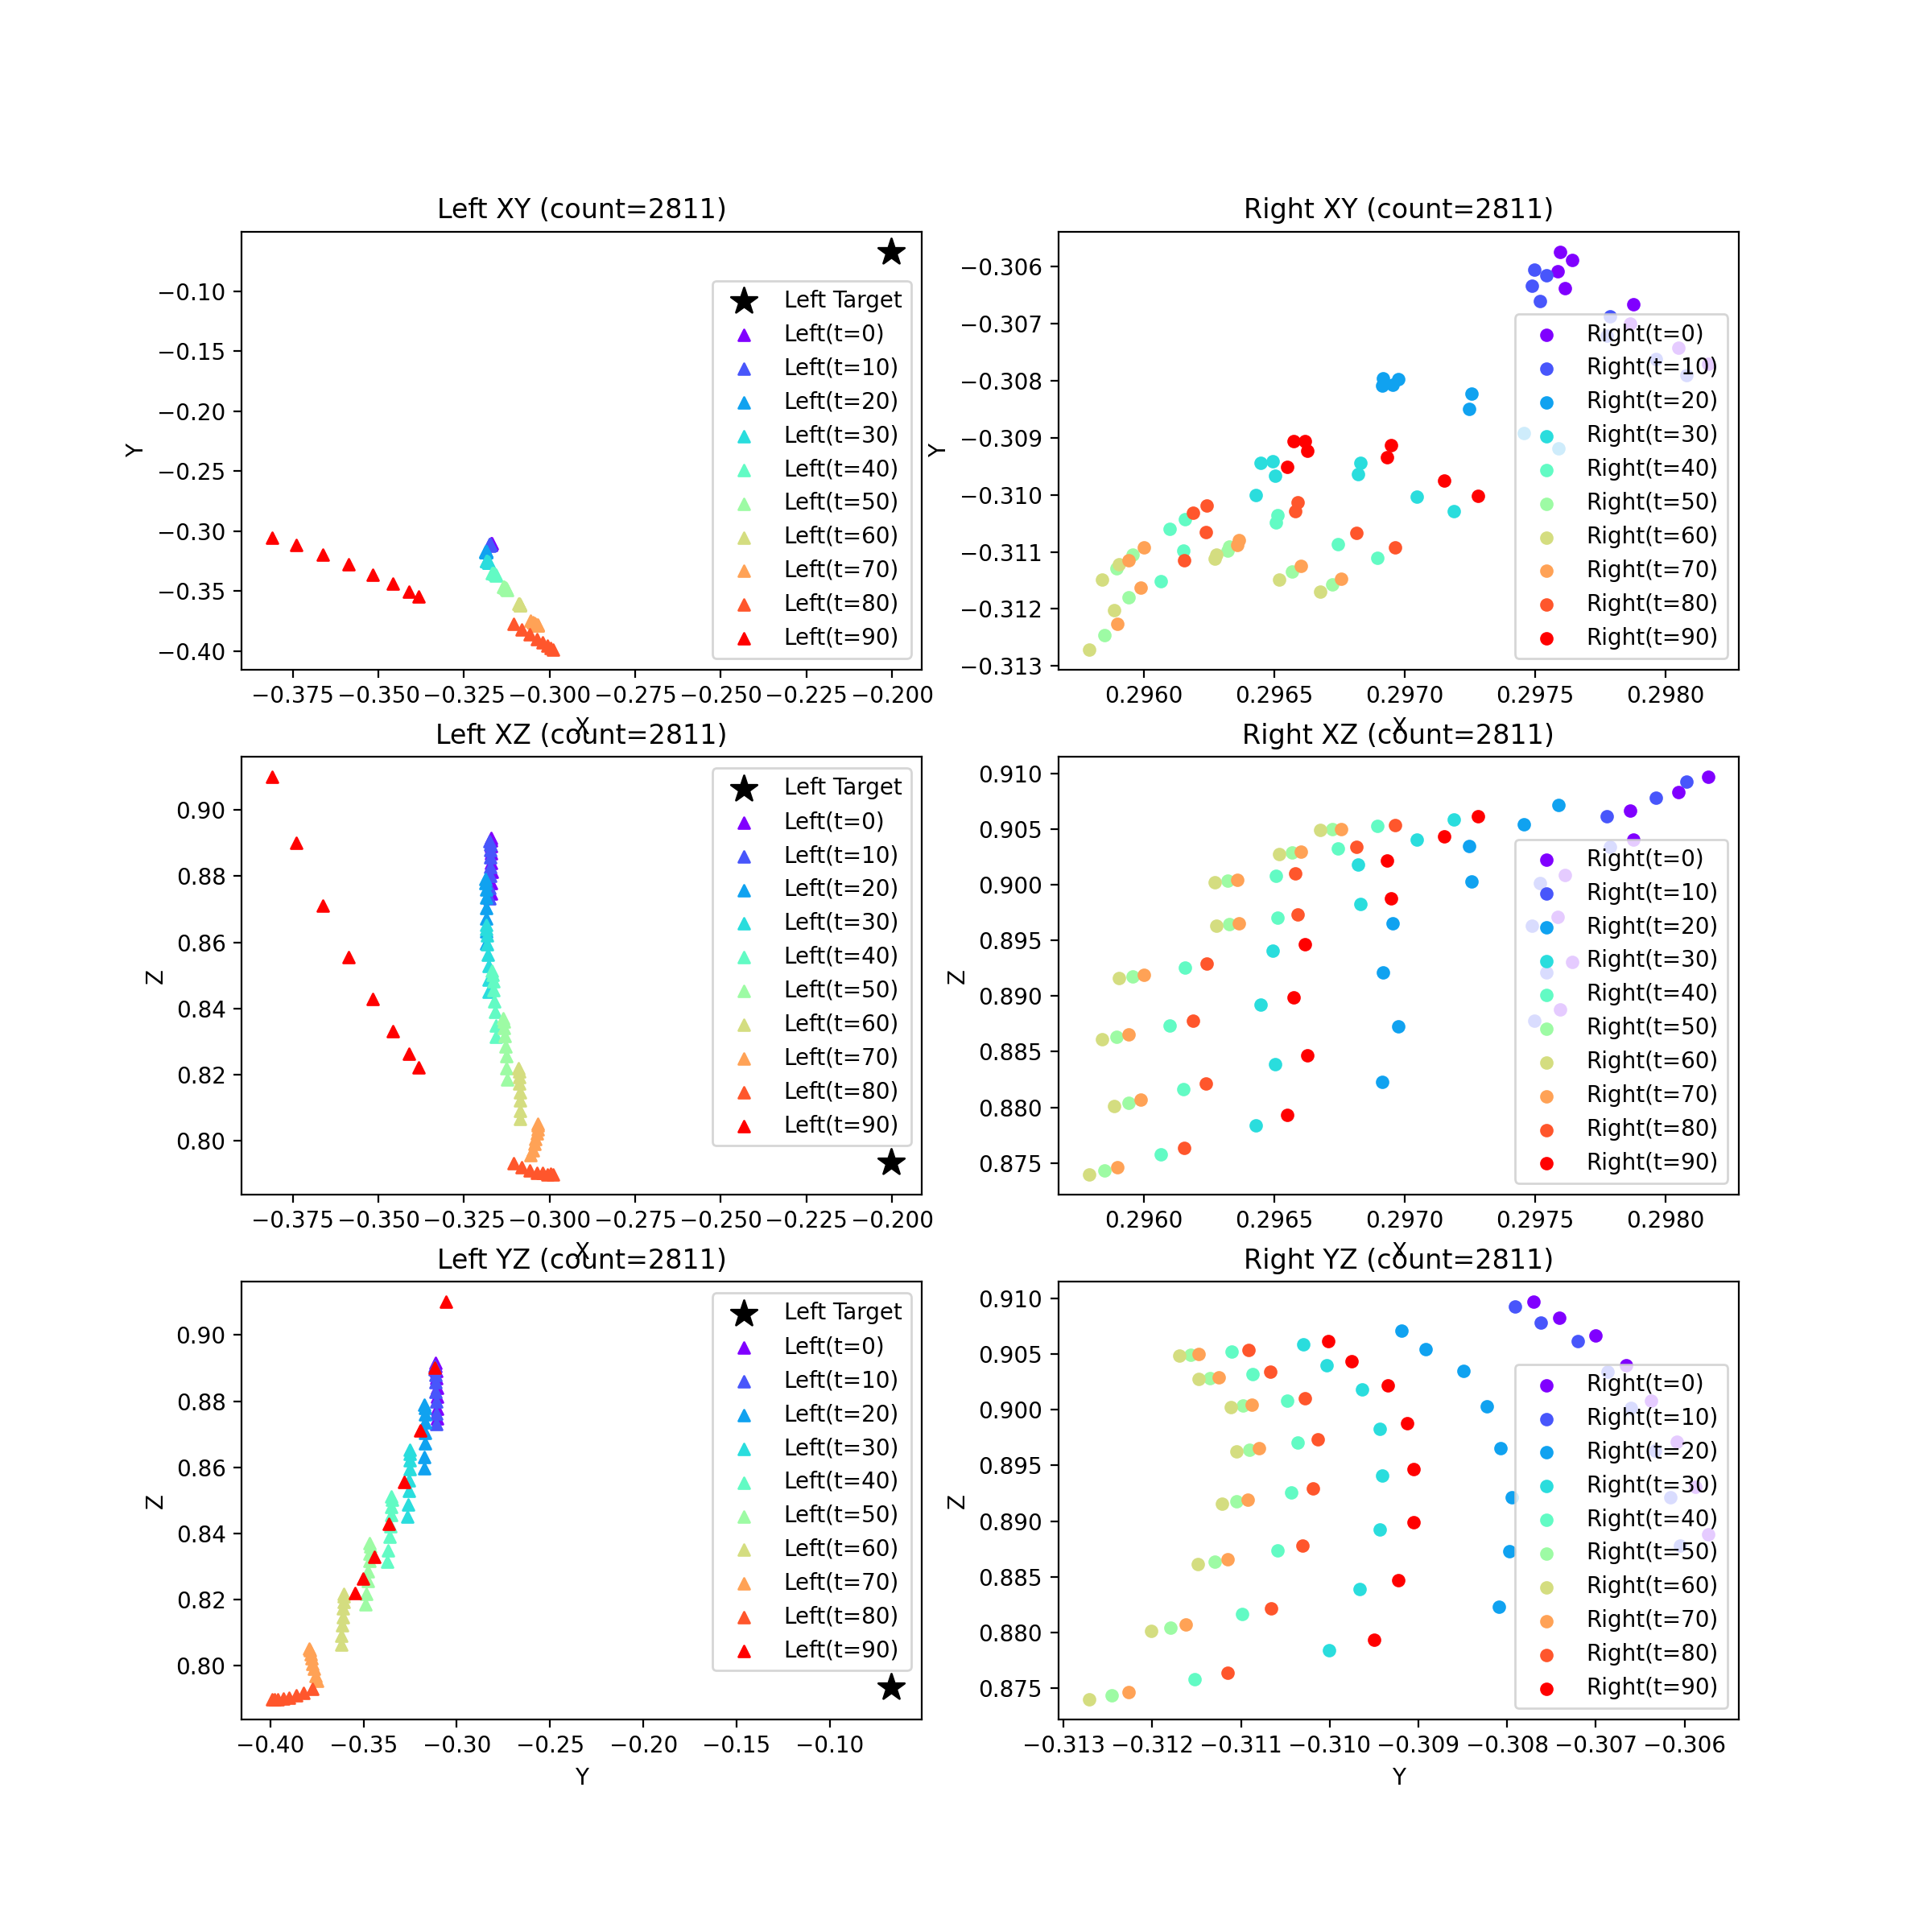 Left XY (count=2811)
Y
−0.10
−0.15
−0.20
−0.25
−0.30
−0.35
−0.40
Left Target
Left(t=0)
Left(t=10)
Left(t=20)
Left(t=30)
Left(t=40)
Left(t=50)
Left(t=60)
Left(t=70)
Left(t=80)
Left(t=90)
−0.375 −0.350 −0.325 −0.300 −0.275 −0.250 −0.225 −0.200
X
Right XY (count=2811)
Y
−0.306
−0.307
−0.308
−0.309
−0.310
−0.311
−0.312
−0.313
Right(t=0)
Right(t=10)
Right(t=20)
Right(t=30)
Right(t=40)
Right(t=50)
Right(t=60)
Right(t=70)
Right(t=80)
Right(t=90)
0.2960 0.2965 0.2970 0.2975 0.2980
X
Left XZ (count=2811)
Z
0.90
0.88
0.86
0.84
0.82
0.80
Left Target
Left(t=0)
Left(t=10)
Left(t=20)
Left(t=30)
Left(t=40)
Left(t=50)
Left(t=60)
Left(t=70)
Left(t=80)
Left(t=90)
−0.375 −0.350 −0.325 −0.300 −0.275 −0.250 −0.225 −0.200
X
Right XZ (count=2811)
Z
0.910
0.905
0.900
0.895
0.890
0.885
0.880
0.875
Right(t=0)
Right(t=10)
Right(t=20)
Right(t=30)
Right(t=40)
Right(t=50)
Right(t=60)
Right(t=70)
Right(t=80)
Right(t=90)
0.2960 0.2965 0.2970 0.2975 0.2980
X
Left YZ (count=2811)
Z
0.90
0.88
0.86
0.84
0.82
0.80
Left Target
Left(t=0)
Left(t=10)
Left(t=20)
Left(t=30)
Left(t=40)
Left(t=50)
Left(t=60)
Left(t=70)
Left(t=80)
Left(t=90)
−0.40 −0.35 −0.30 −0.25 −0.20 −0.15 −0.10
Y
Right YZ (count=2811)
Z
0.910
0.905
0.900
0.895
0.890
0.885
0.880
0.875
Right(t=0)
Right(t=10)
Right(t=20)
Right(t=30)
Right(t=40)
Right(t=50)
Right(t=60)
Right(t=70)
Right(t=80)
Right(t=90)
−0.313 −0.312 −0.311 −0.310 −0.309 −0.308 −0.307 −0.306
Y